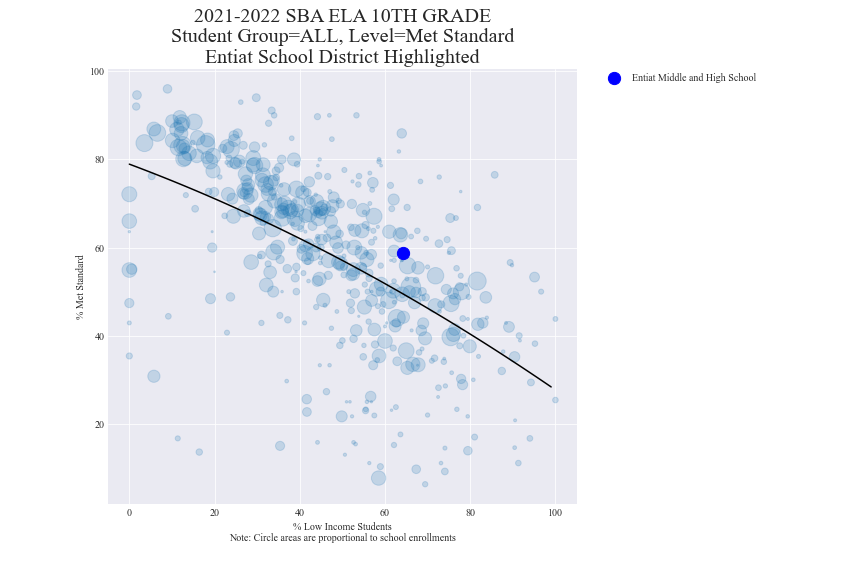 2021-2022 SBA ELA 10TH GRADE
Student Group=ALL, Level=Met Standard
Entiat School District Highlighted
Entiat Middle and High School
% Met Standard
100
80
60
40
20
0 20 40 60 80 100
% Low Income Students
Note: Circle areas are proportional to school enrollments